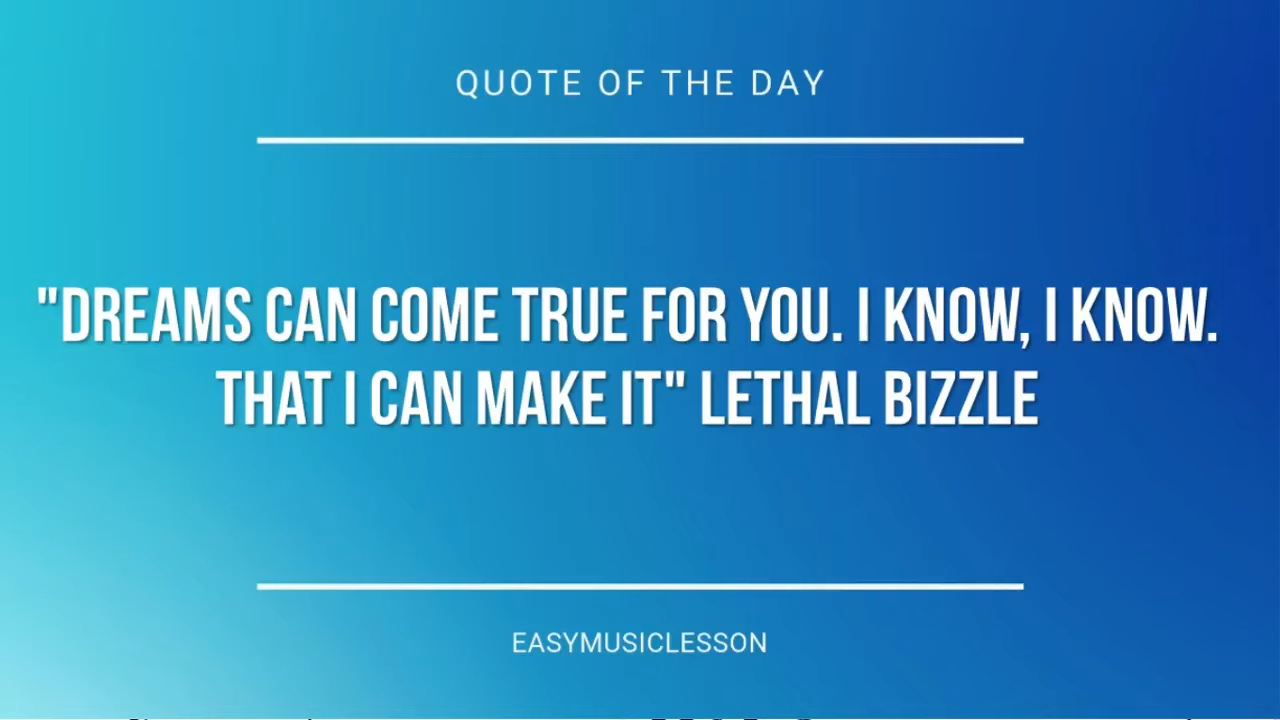 QUOTE OF THE DAY
"DREAMS CAN COME TRUE FOR YOU. I KNOW, I KNOW.
THAT I CAN MAKE IT" LETHAL BIZZLE
EASYMUSICLESSON